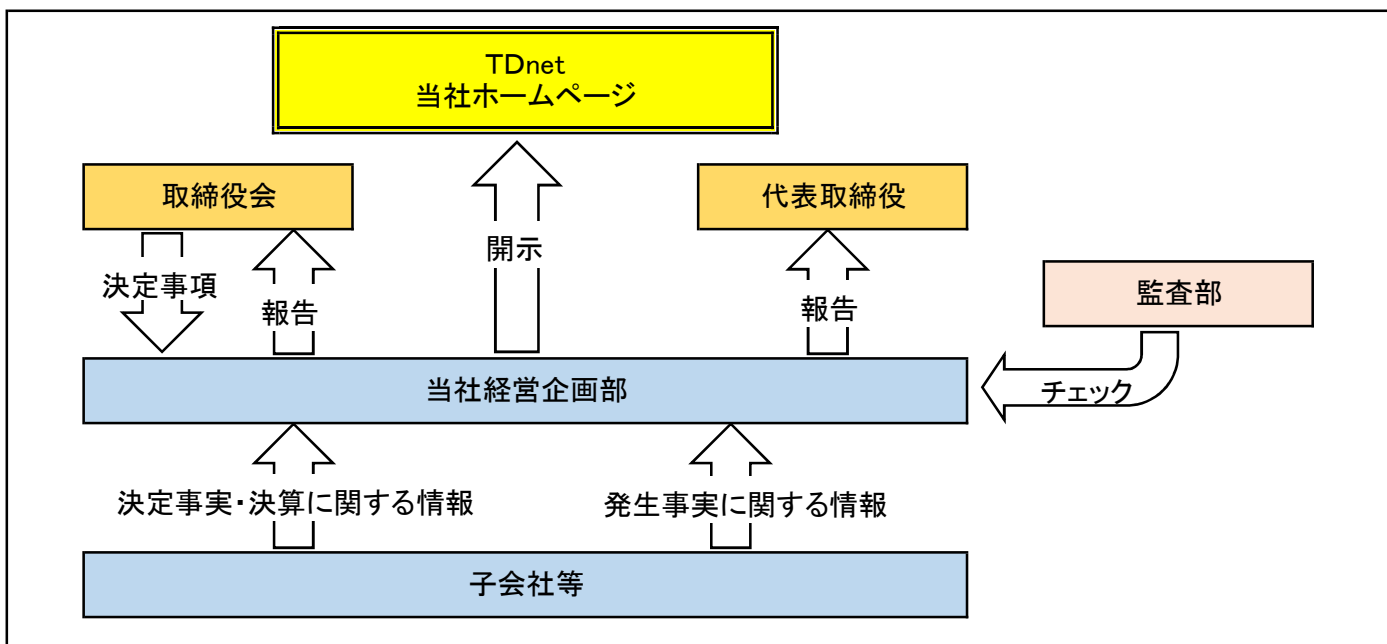 TDnet
当社ホームページ
取締役会
代表取締役
開示
決定事項
報告
報告
監査部
当社経営企画部
チェック
決定事実・決算に関する情報
発生事実に関する情報
子会社等